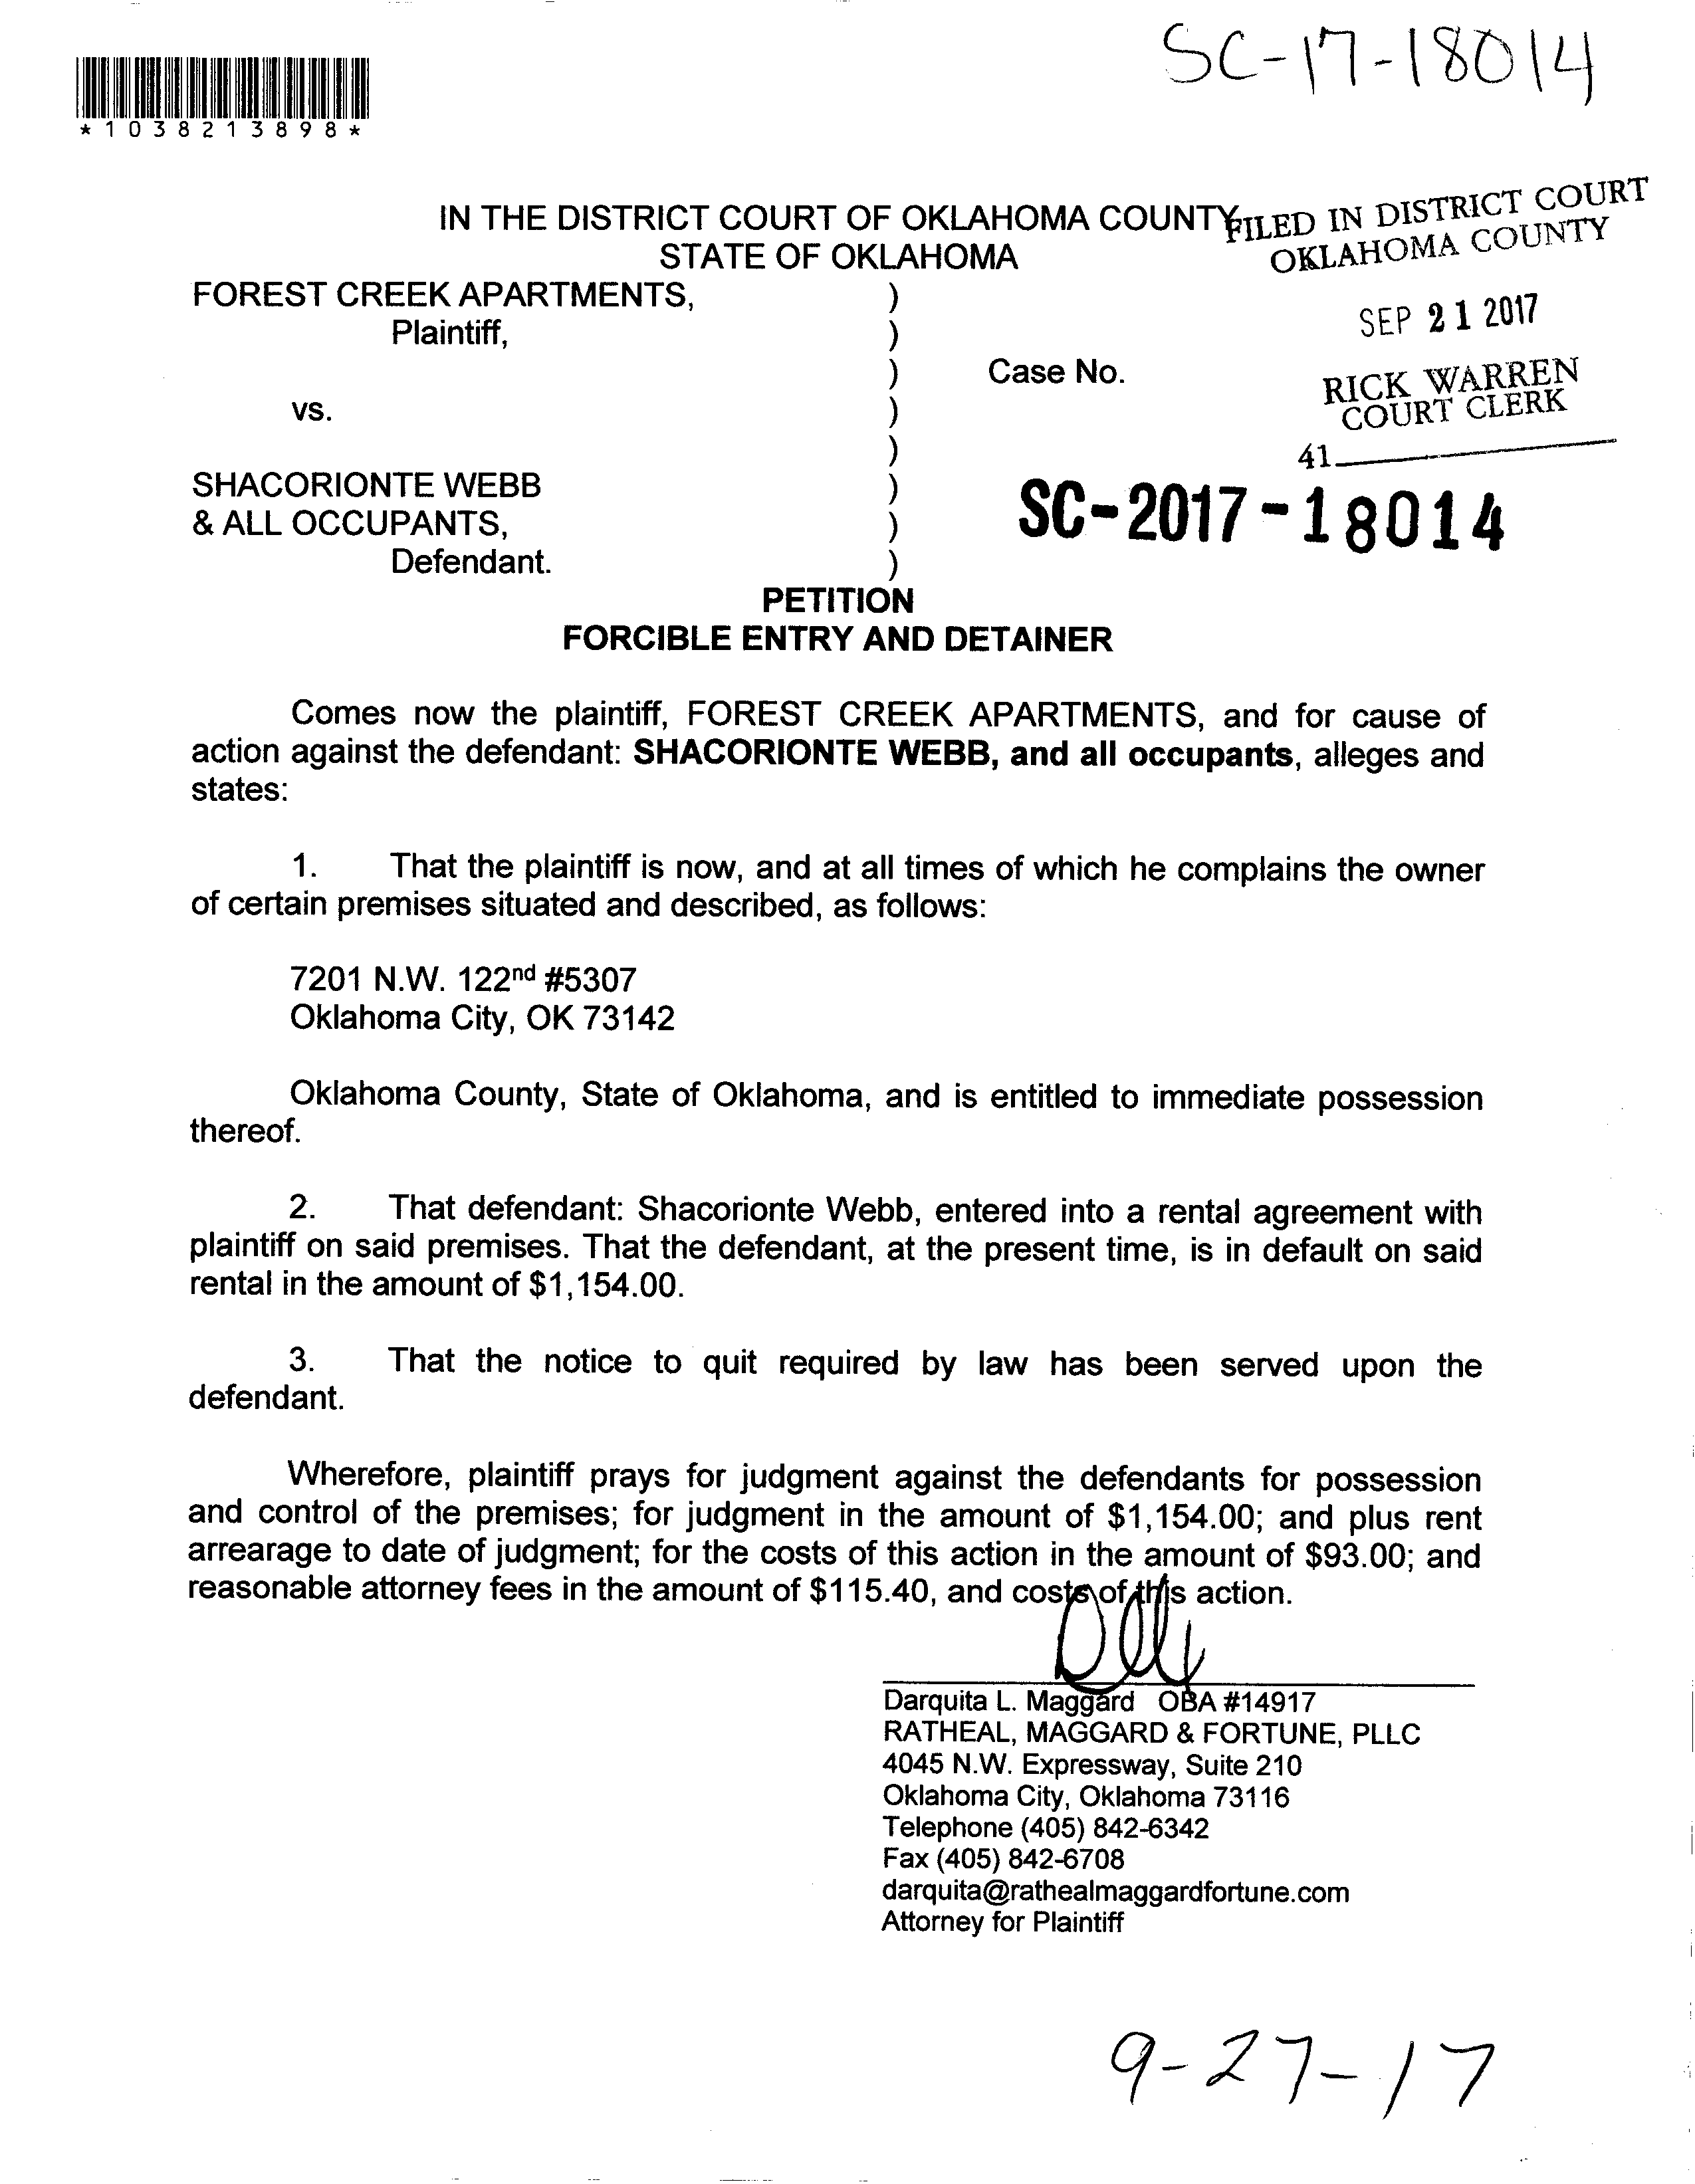 SC-17-18014
*1038213898*
IN THE DISTRICT COURT OF OKLAHOMA COUNTY
STATE OF OKLAHOMA
FILED IN DISTRICT COURT
OKLAHOMA COUNTY
SEP 21 2017
RICK WARREN
COURT CLERK
41
FOREST CREEK APARTMENTS, )
Plaintiff, )
) Case No.
vs. )
)
SHACORIONTE WEBB )
& ALL OCCUPANTS, )
Defendant. )
SC-2017-18014
PETITION
FORCIBLE ENTRY AND DETAINER
Comes now the plaintiff, FOREST CREEK APARTMENTS, and for cause of
action against the defendant: SHACORIONTE WEBB, and all occupants, alleges and
states:
1. That the plaintiff is now, and at all times of which he complains the owner
of certain premises situated and described, as follows:
7201 N.W. 122nd #5307
Oklahoma City, OK 73142
Oklahoma County, State of Oklahoma, and is entitled to immediate possession
thereof.
2. That defendant: Shacorionte Webb, entered into a rental agreement with
plaintiff on said premises. That the defendant, at the present time, is in default on said
rental in the amount of $1,154.00.
3. That the notice to quit required by law has been served upon the
defendant.
Wherefore, plaintiff prays for judgment against the defendants for possession
and control of the premises; for judgment in the amount of $1,154.00; and plus rent
arrearage to date of judgment; for the costs of this action in the amount of $93.00; and
reasonable attorney fees in the amount of $115.40, and costs of this action.
Darquita L. Maggard OBA #14917
RATHEAL, MAGGARD & FORTUNE, PLLC
4045 N.W. Expressway, Suite 210
Oklahoma City, Oklahoma 73116
Telephone (405) 842-6342
Fax (405) 842-6708
darquita@rathealmaggardfortune.com
Attorney for Plaintiff
9-27-17